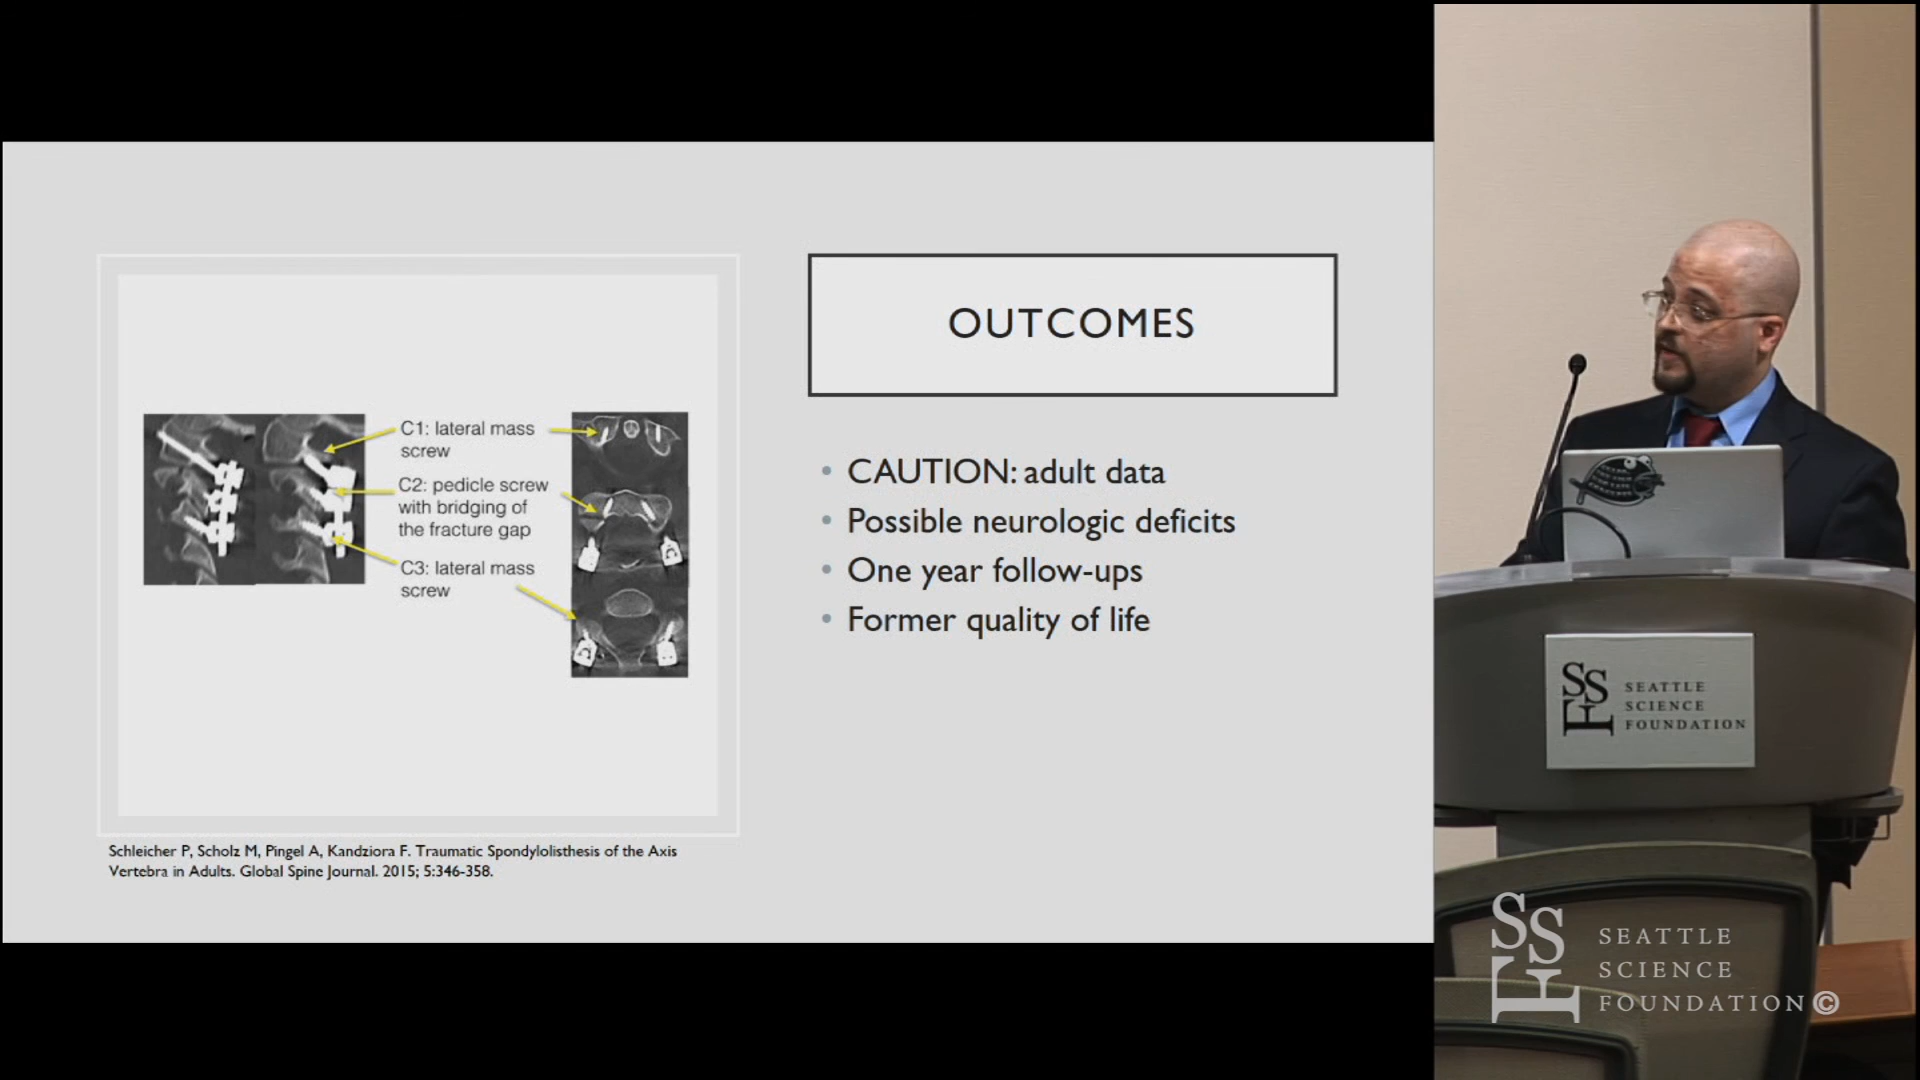 OUTCOMES
C1: lateral mass
screw
C2: pedicle screw
with bridging of
the fracture gap
C3: lateral mass
screw
• CAUTION: adult data
• Possible neurologic deficits
• One year follow-ups
• Former quality of life
Schleicher P, Scholz M, Pingel A, Kandziora F. Traumatic Spondylolisthesis of the Axis
Vertebra in Adults. Global Spine Journal. 2015; 5:346-358.
SSF
SEATTLE
SCIENCE
FOUNDATION
SSF
SEATTLE
SCIENCE
FOUNDATION©